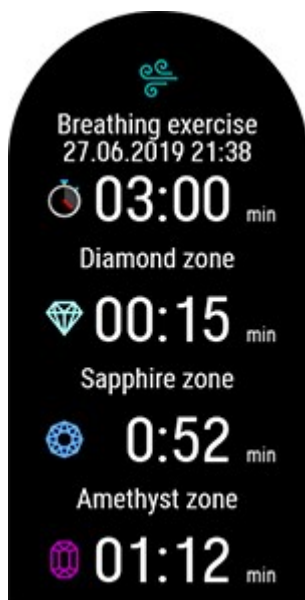 Breathing exercise
27.06.2019 21:38
03:00 min
Diamond zone
00:15 min
Sapphire zone
0:52 min
Amethyst zone
01:12 min